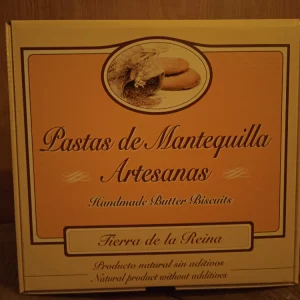 Pastas de Mantequilla
Artesanas
Handmade Butter Biscuits
Tierra de la Reina
Producto natural sin aditivos
Natural product without additives